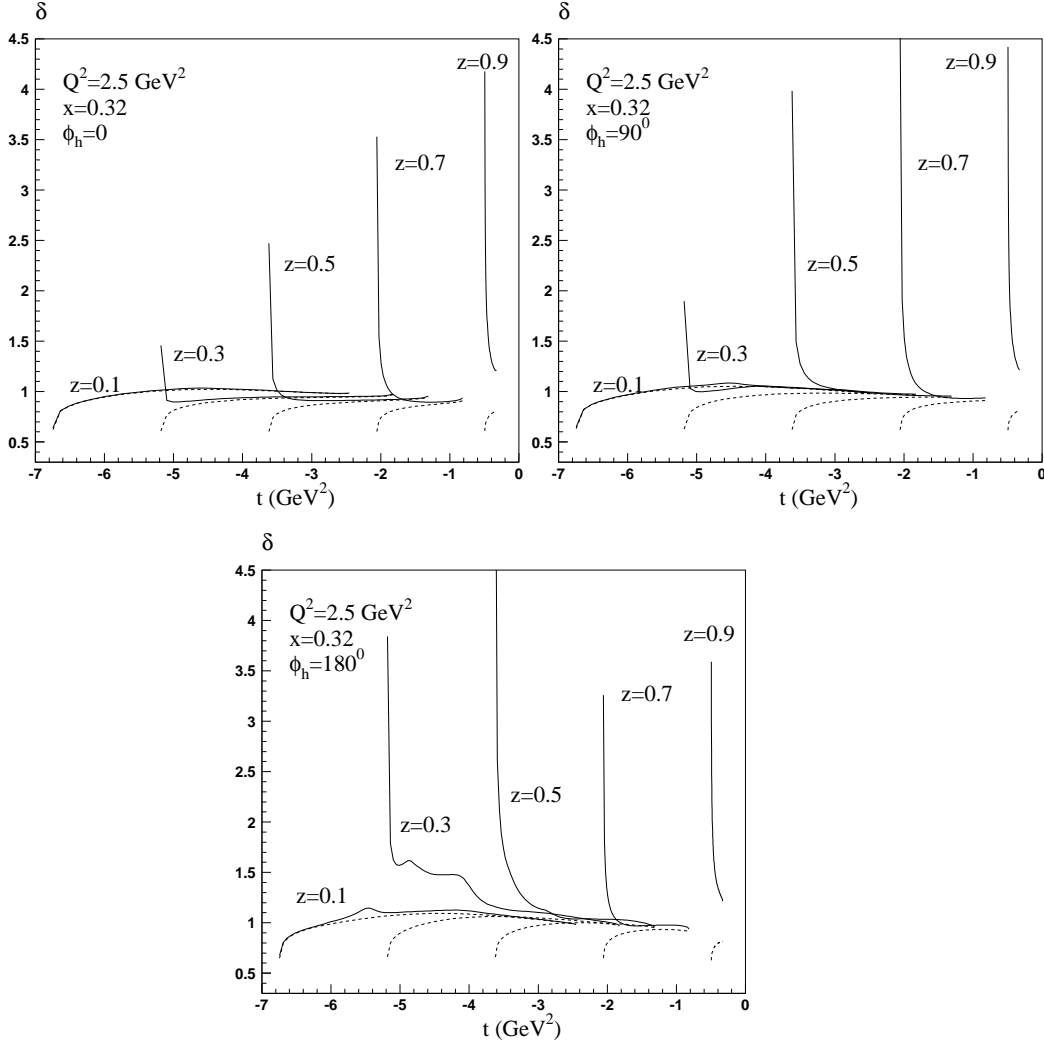 δ
4.5
4
3.5
3
2.5
2
1.5
1
0.5
Q²=2.5 GeV²
x=0.32
ϕ_h=0
z=0.9
z=0.7
z=0.5
z=0.3
z=0.1
-7 -6 -5 -4 -3 -2 -1 0
t (GeV²)
δ
4.5
4
3.5
3
2.5
2
1.5
1
0.5
Q²=2.5 GeV²
x=0.32
ϕ_h=90⁰
z=0.9
z=0.7
z=0.5
z=0.3
z=0.1
-7 -6 -5 -4 -3 -2 -1 0
t (GeV²)
δ
4.5
4
3.5
3
2.5
2
1.5
1
0.5
Q²=2.5 GeV²
x=0.32
ϕ_h=180⁰
z=0.9
z=0.7
z=0.5
z=0.3
z=0.1
-7 -6 -5 -4 -3 -2 -1 0
t (GeV²)